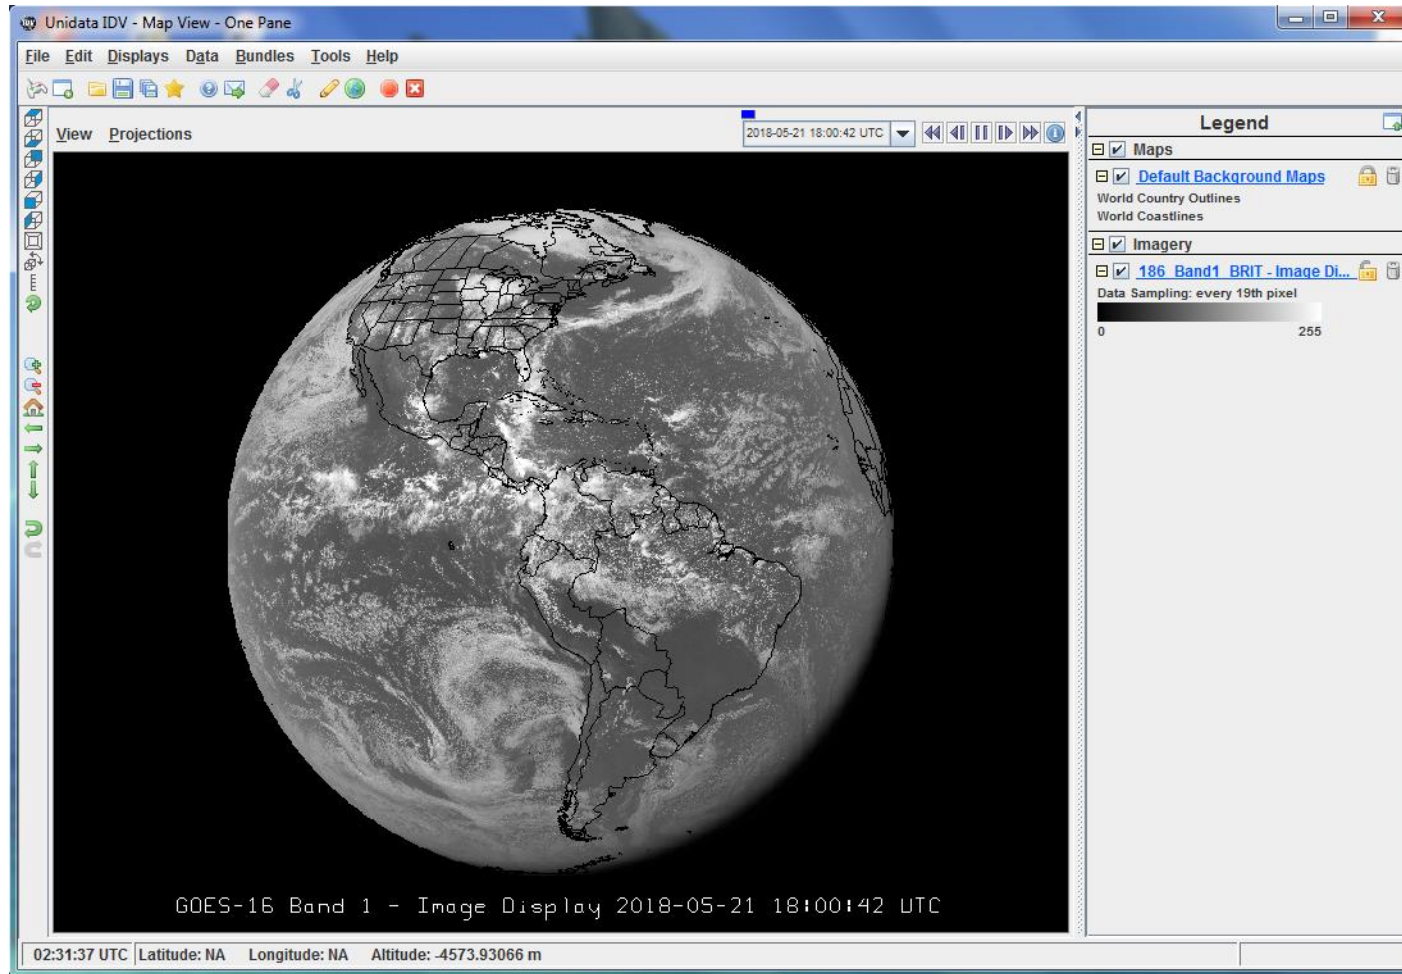 Unidata IDV - Map View - One Pane
File Edit Displays Data Bundles Tools Help
View Projections
2018-05-21 18:00:42 UTC
Legend
Maps
Default Background Maps
World Country Outlines
World Coastlines
Imagery
186_Band1_BRIT - Image Di...
Data Sampling: every 19th pixel
0 255
GOES-16 Band 1 - Image Display 2018-05-21 18:00:42 UTC
02:31:37 UTC Latitude: NA Longitude: NA Altitude: -4573.93066 m